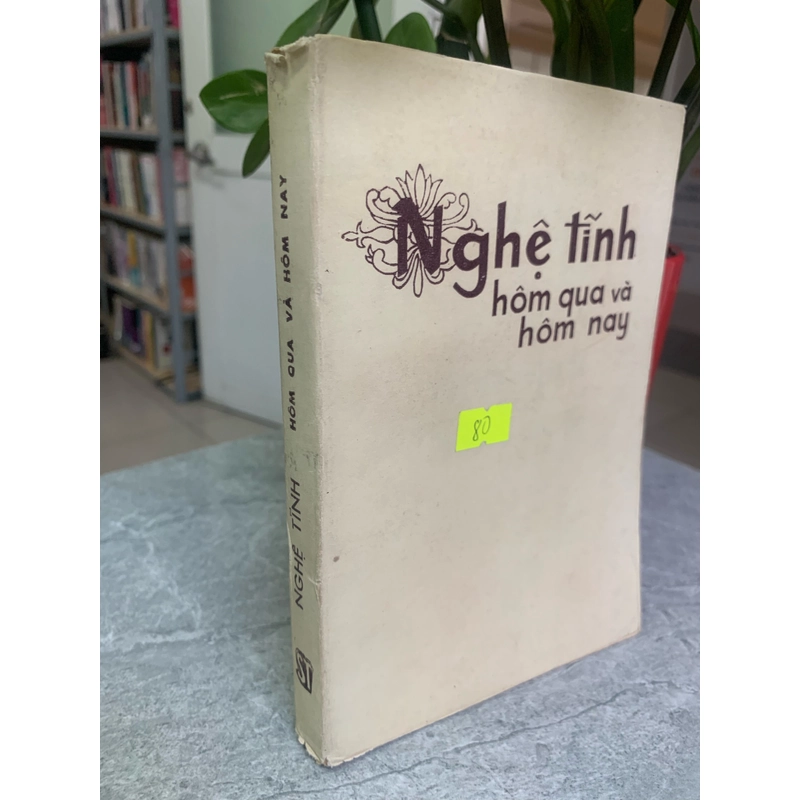 Nghệ tĩnh
hôm qua và
hôm nay
80
NGHỆ TĨNH HÔM QUA VÀ HÔM NAY
ST